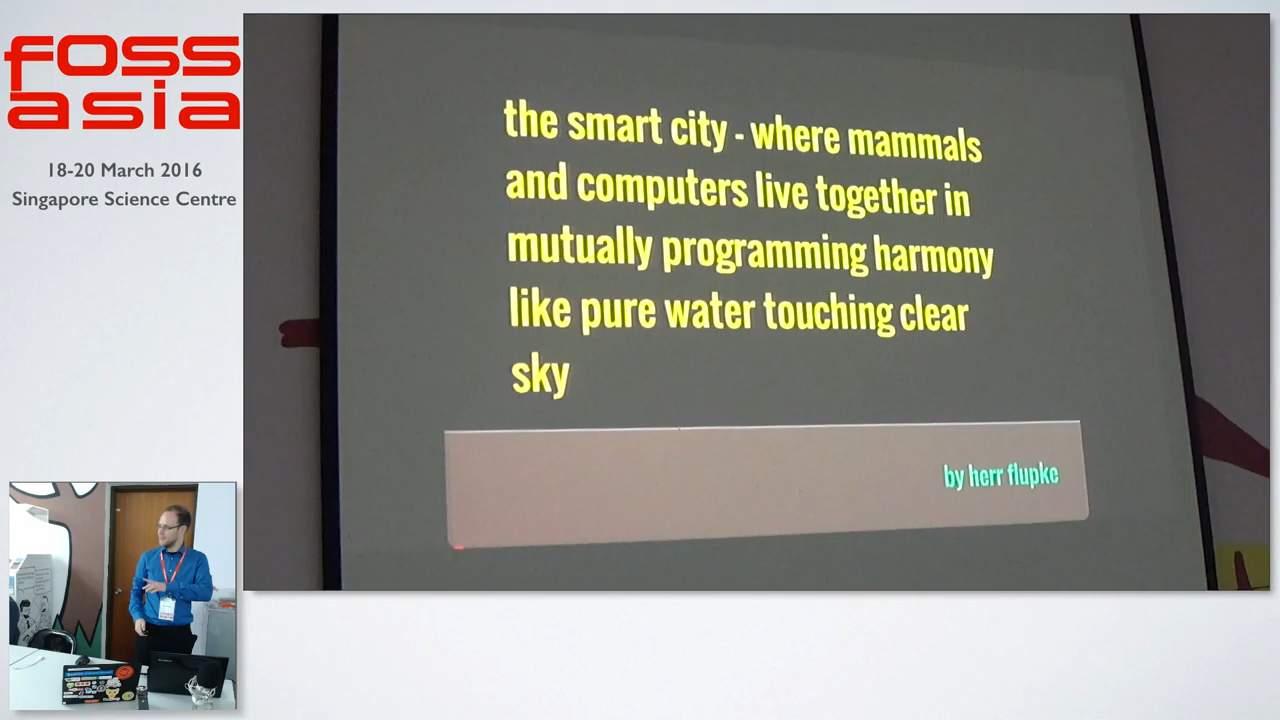 foss
asia
18-20 March 2016
Singapore Science Centre
the smart city - where mammals
and computers live together in
mutually programming harmony
like pure water touching clear
sky
by herr flupke